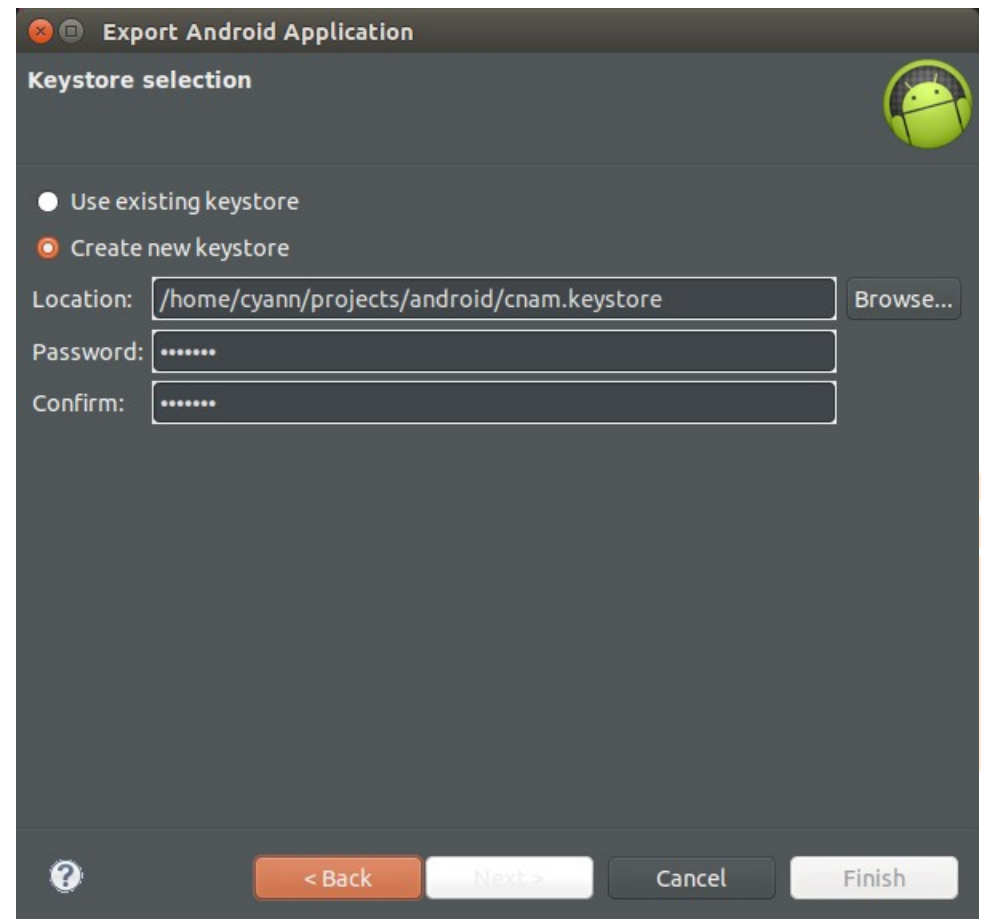 Export Android Application
Keystore selection
Use existing keystore
Create new keystore
Location: /home/cyann/projects/android/cnam.keystore Browse...
Password: •••••••
Confirm: •••••••
? < Back Next > Cancel Finish